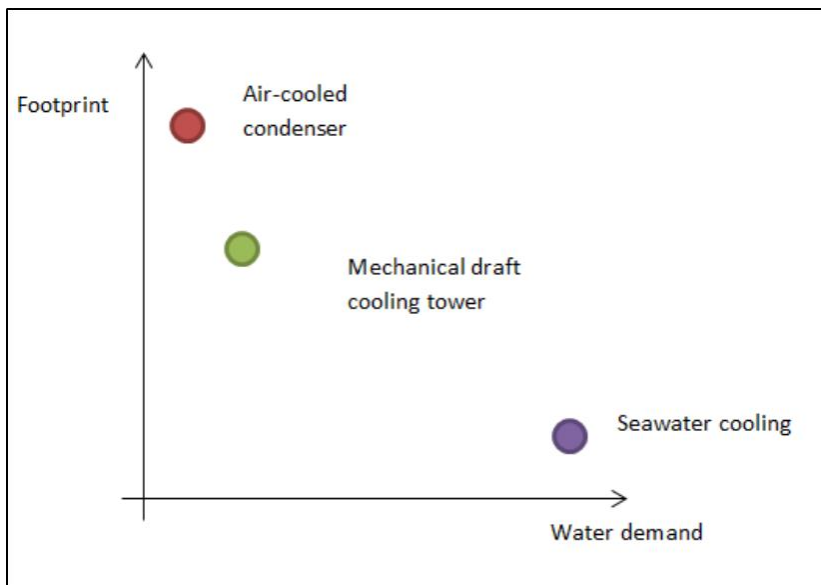 Footprint
Air-cooled
condenser
Mechanical draft
cooling tower
Seawater cooling
Water demand